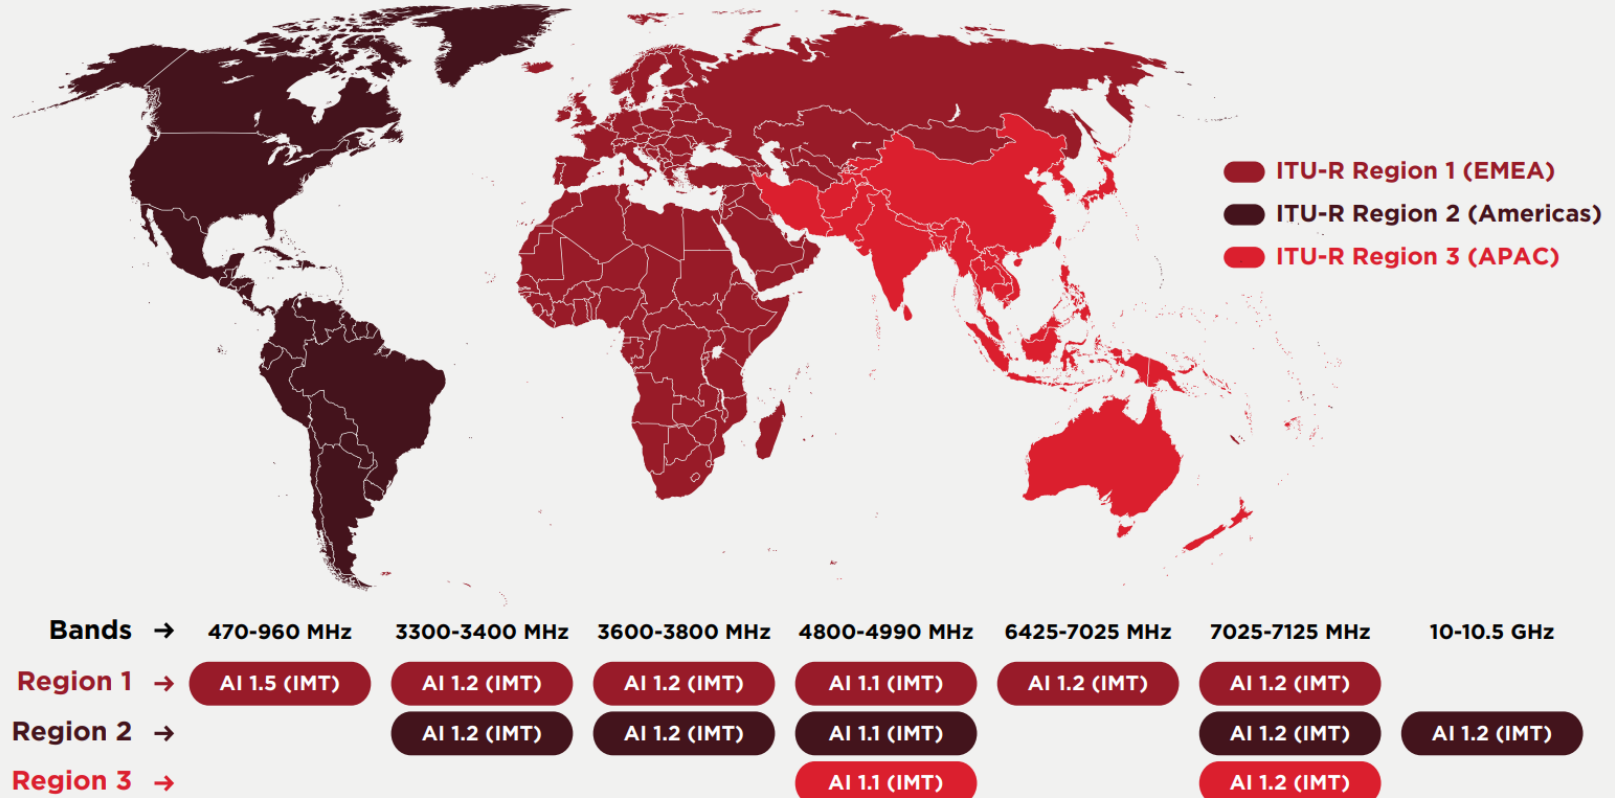 ITU-R Region 1 (EMEA)
ITU-R Region 2 (Americas)
ITU-R Region 3 (APAC)
Bands → 470-960 MHz 3300-3400 MHz 3600-3800 MHz 4800-4990 MHz 6425-7025 MHz 7025-7125 MHz 10-10.5 GHz
Region 1 → AI 1.5 (IMT) AI 1.2 (IMT) AI 1.2 (IMT) AI 1.1 (IMT) AI 1.2 (IMT) AI 1.2 (IMT)
Region 2 → AI 1.2 (IMT) AI 1.2 (IMT) AI 1.1 (IMT) AI 1.2 (IMT) AI 1.2 (IMT)
Region 3 → AI 1.1 (IMT) AI 1.2 (IMT)